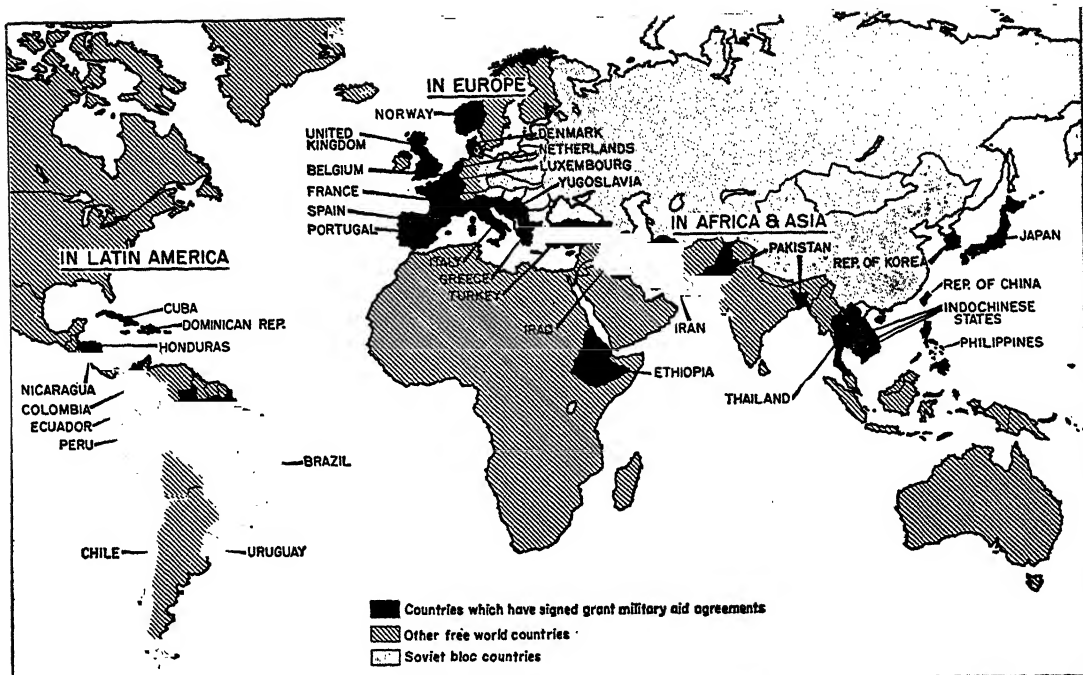 IN EUROPE
NORWAY
UNITED
KINGDOM
BELGIUM
FRANCE
SPAIN
PORTUGAL
DENMARK
NETHERLANDS
LUXEMBOURG
YUGOSLAVIA
ITALY
GREECE
TURKEY
IN AFRICA & ASIA
PAKISTAN
REP. OF KOREA
JAPAN
REP. OF CHINA
INDOCHINESE
STATES
PHILIPPINES
THAILAND
IRAQ
IRAN
ETHIOPIA
IN LATIN AMERICA
CUBA
DOMINICAN REP.
HONDURAS
NICARAGUA
COLOMBIA
ECUADOR
PERU
BRAZIL
CHILE
URUGUAY
Countries which have signed grant military aid agreements
Other free world countries
Soviet bloc countries